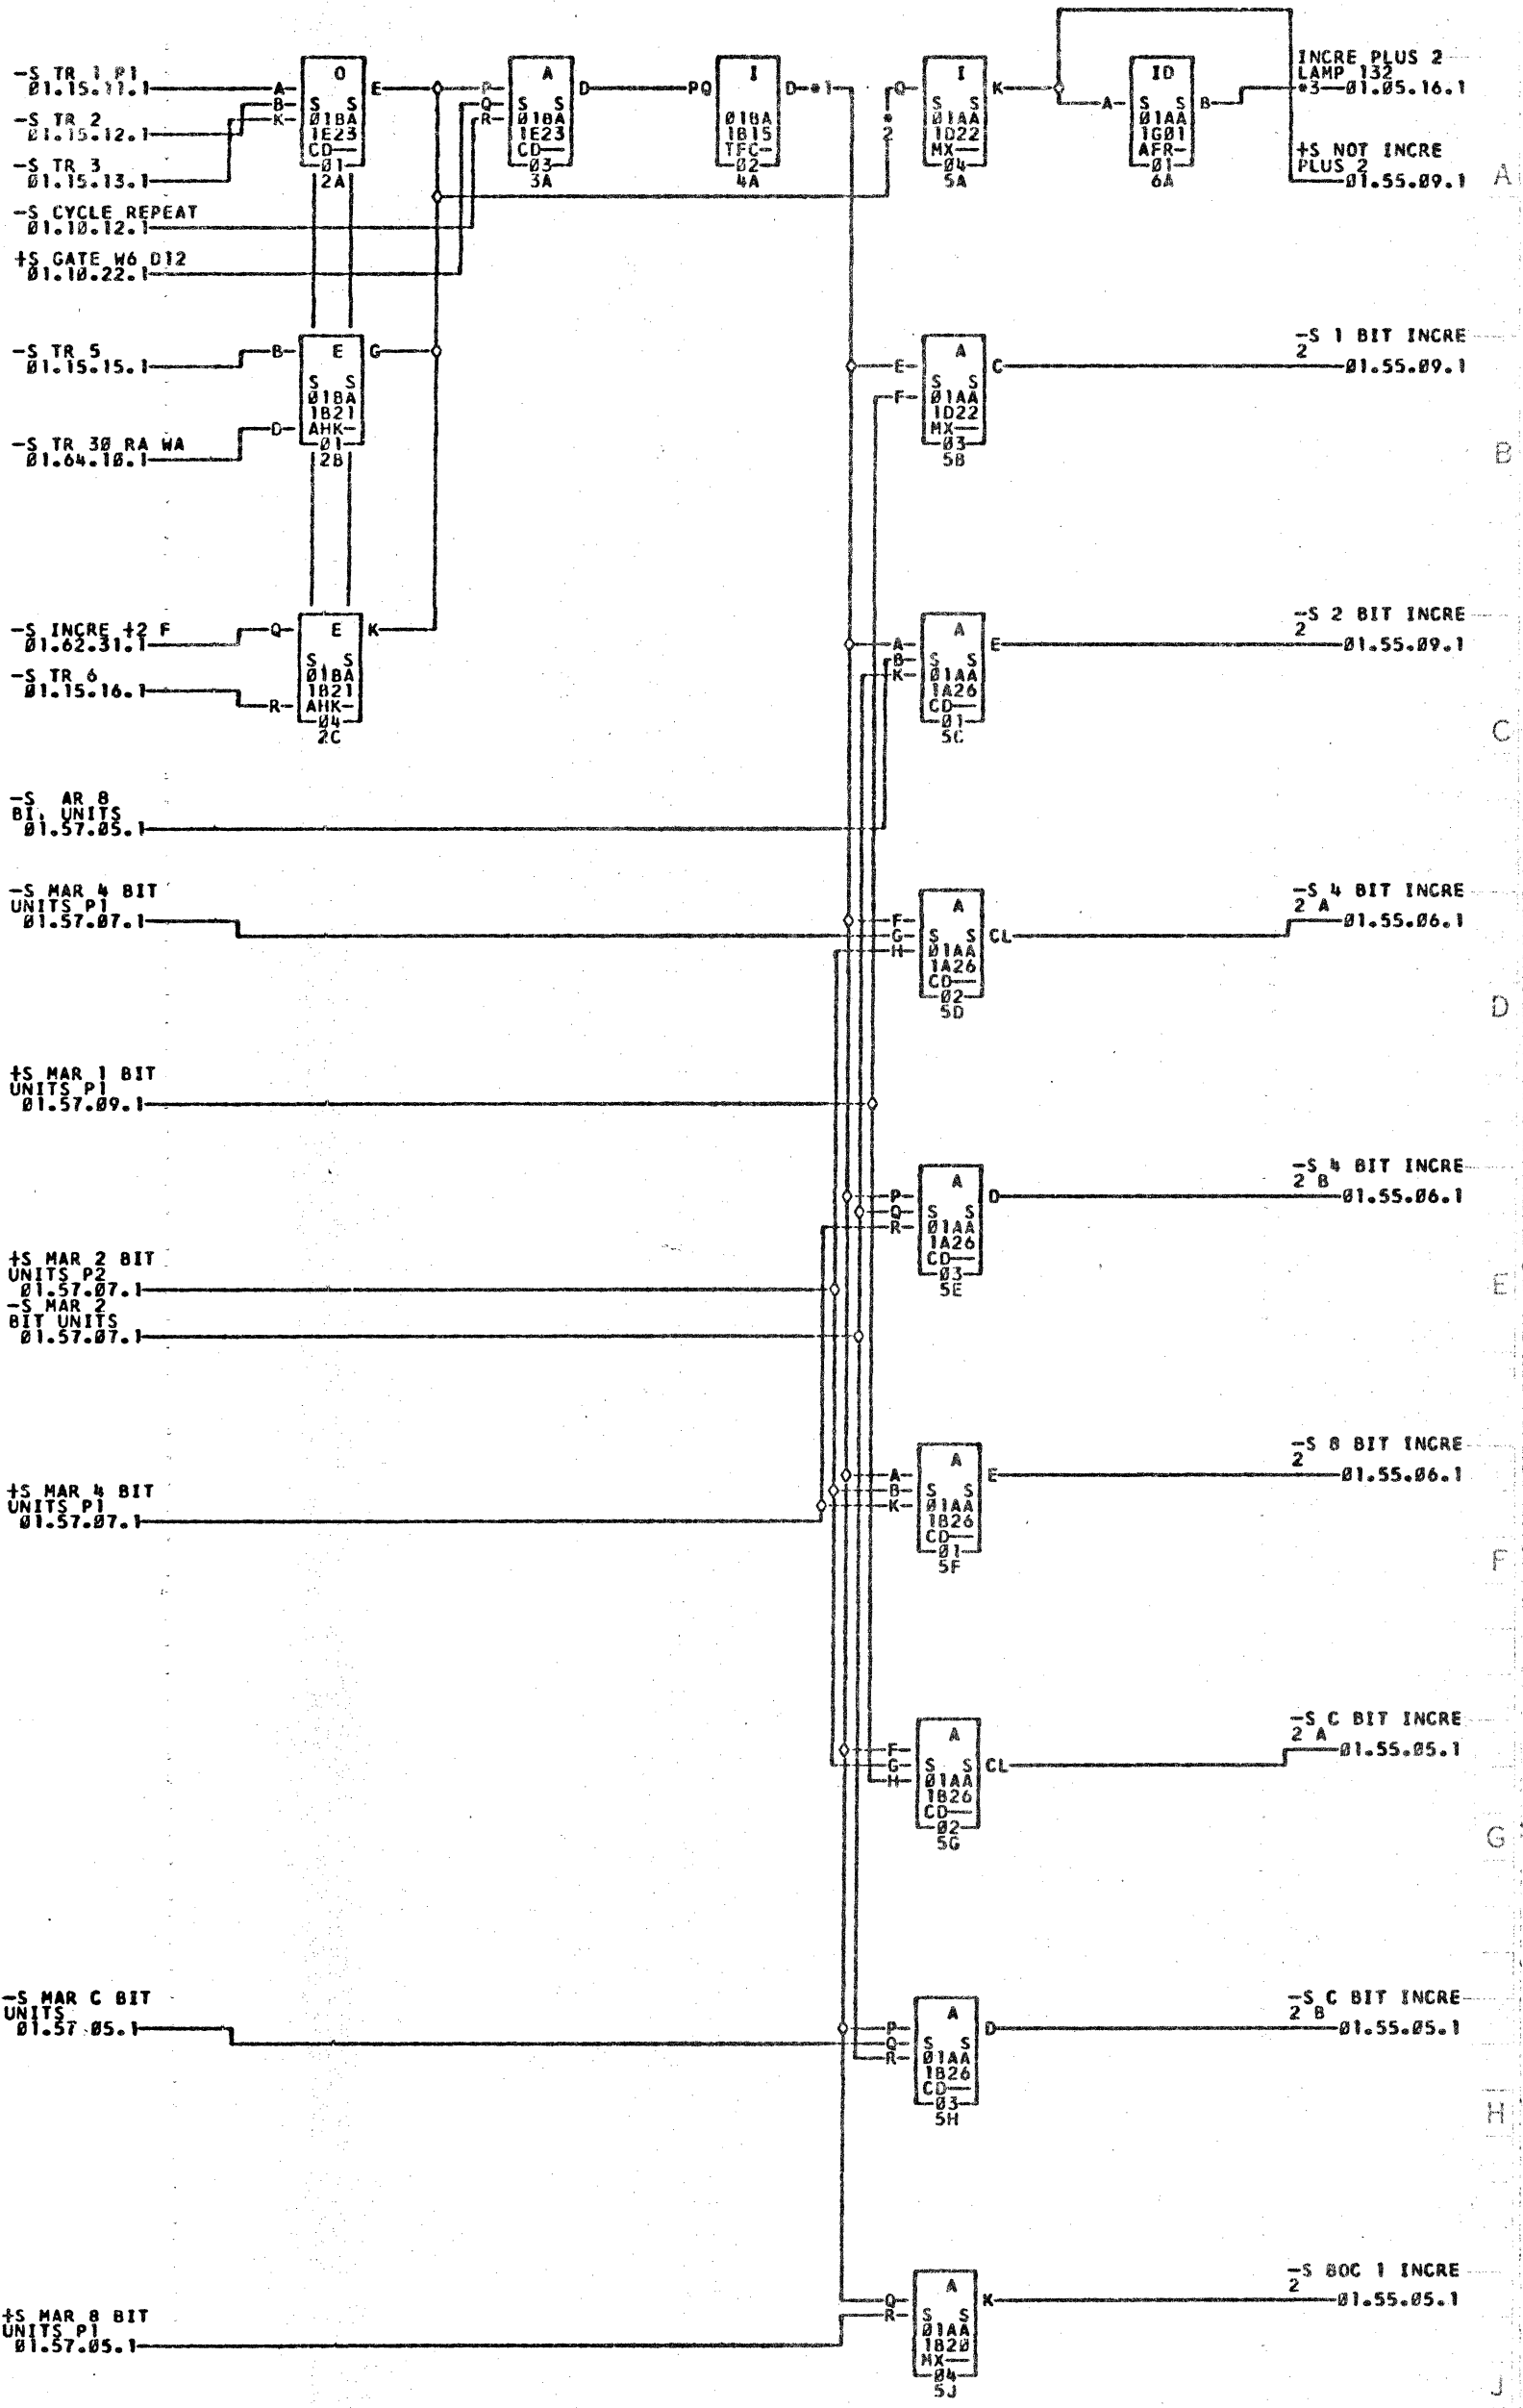 -S TR 1 P1
01.15.11.1
-S TR 2
01.15.12.1
-S TR 3
01.15.13.1
-S CYCLE REPEAT
01.10.12.1
+S GATE W6 D12
01.10.22.1
A
B
K
O
E
S S
01BA
1E23
CD—
01
2A
P
Q
R
A
D
S S
01BA
1E23
CD—
03
3A
PQ
I
D *1
01BA
1B15
TFC-
02
4A
Q
*
2
I
K
S S
01AA
1D22
MX—
04
5A
A
ID
B
S S
01AA
1G01
AFR-
01
6A
INCRE PLUS 2
LAMP 132
*3 01.05.16.1
+S NOT INCRE
PLUS 2
01.55.09.1
A
-S TR 5
01.15.15.1
-S TR 30 RA WA
01.64.10.1
B
D
E
G
S S
01BA
1B21
AHK-
01
2B
E
F
A
C
S S
01AA
1D22
MX—
03
5B
-S 1 BIT INCRE
2
01.55.09.1
B
-S INCRE +2 F
01.62.31.1
-S TR 6
01.15.16.1
Q
R
E
K
S S
01BA
1B21
AHK-
04
2C
A
B
K
A
E
S S
01AA
1A26
CD—
01
5C
-S 2 BIT INCRE
2
01.55.09.1
C
-S AR 8
UNITS
01.57.05.1
-S MAR 4 BIT
UNITS P1
01.57.07.1
F
G
H
A
CL
S S
01AA
1A26
CD—
02
5D
-S 4 BIT INCRE
2 A
01.55.06.1
D
+S MAR 1 BIT
UNITS P1
01.57.09.1
P
Q
R
A
D
S S
01AA
1A26
CD—
03
5E
-S 4 BIT INCRE
2 B
01.55.06.1
+S MAR 2 BIT
UNITS P2
01.57.07.1
-S MAR 2
BIT UNITS
01.57.07.1
E
+S MAR 4 BIT
UNITS P1
01.57.07.1
A
B
K
A
E
S S
01AA
1B26
CD—
01
5F
-S 8 BIT INCRE
2
01.55.06.1
F
F
G
H
A
CL
S S
01AA
1B26
CD—
02
5G
-S C BIT INCRE
2 A
01.55.05.1
G
-S MAR C BIT
UNITS
01.57.05.1
P
Q
R
A
D
S S
01AA
1B26
CD—
03
5H
-S C BIT INCRE
2 B
01.55.05.1
H
+S MAR 8 BIT
UNITS P1
01.57.05.1
Q
R
A
K
S S
01AA
1B20
MX—
04
5J
-S BOC 1 INCRE
2
01.55.05.1
J